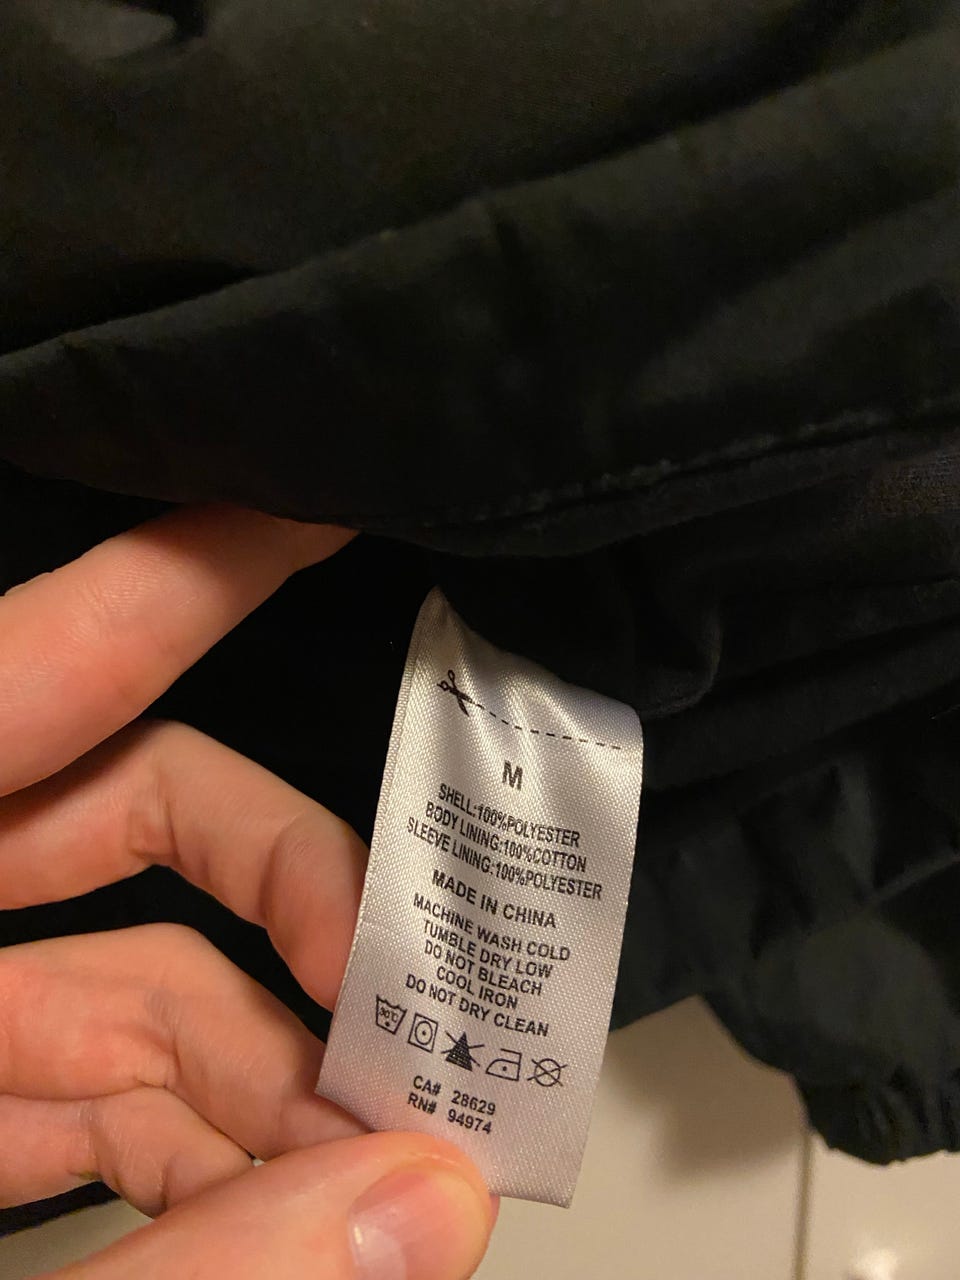 M
SHELL:100%POLYESTER
BODY LINING:100%COTTON
SLEEVE LINING:100%POLYESTER
MADE IN CHINA
MACHINE WASH COLD
TUMBLE DRY LOW
DO NOT BLEACH
COOL IRON
DO NOT DRY CLEAN
30°C
CA# 28629
RN# 94974